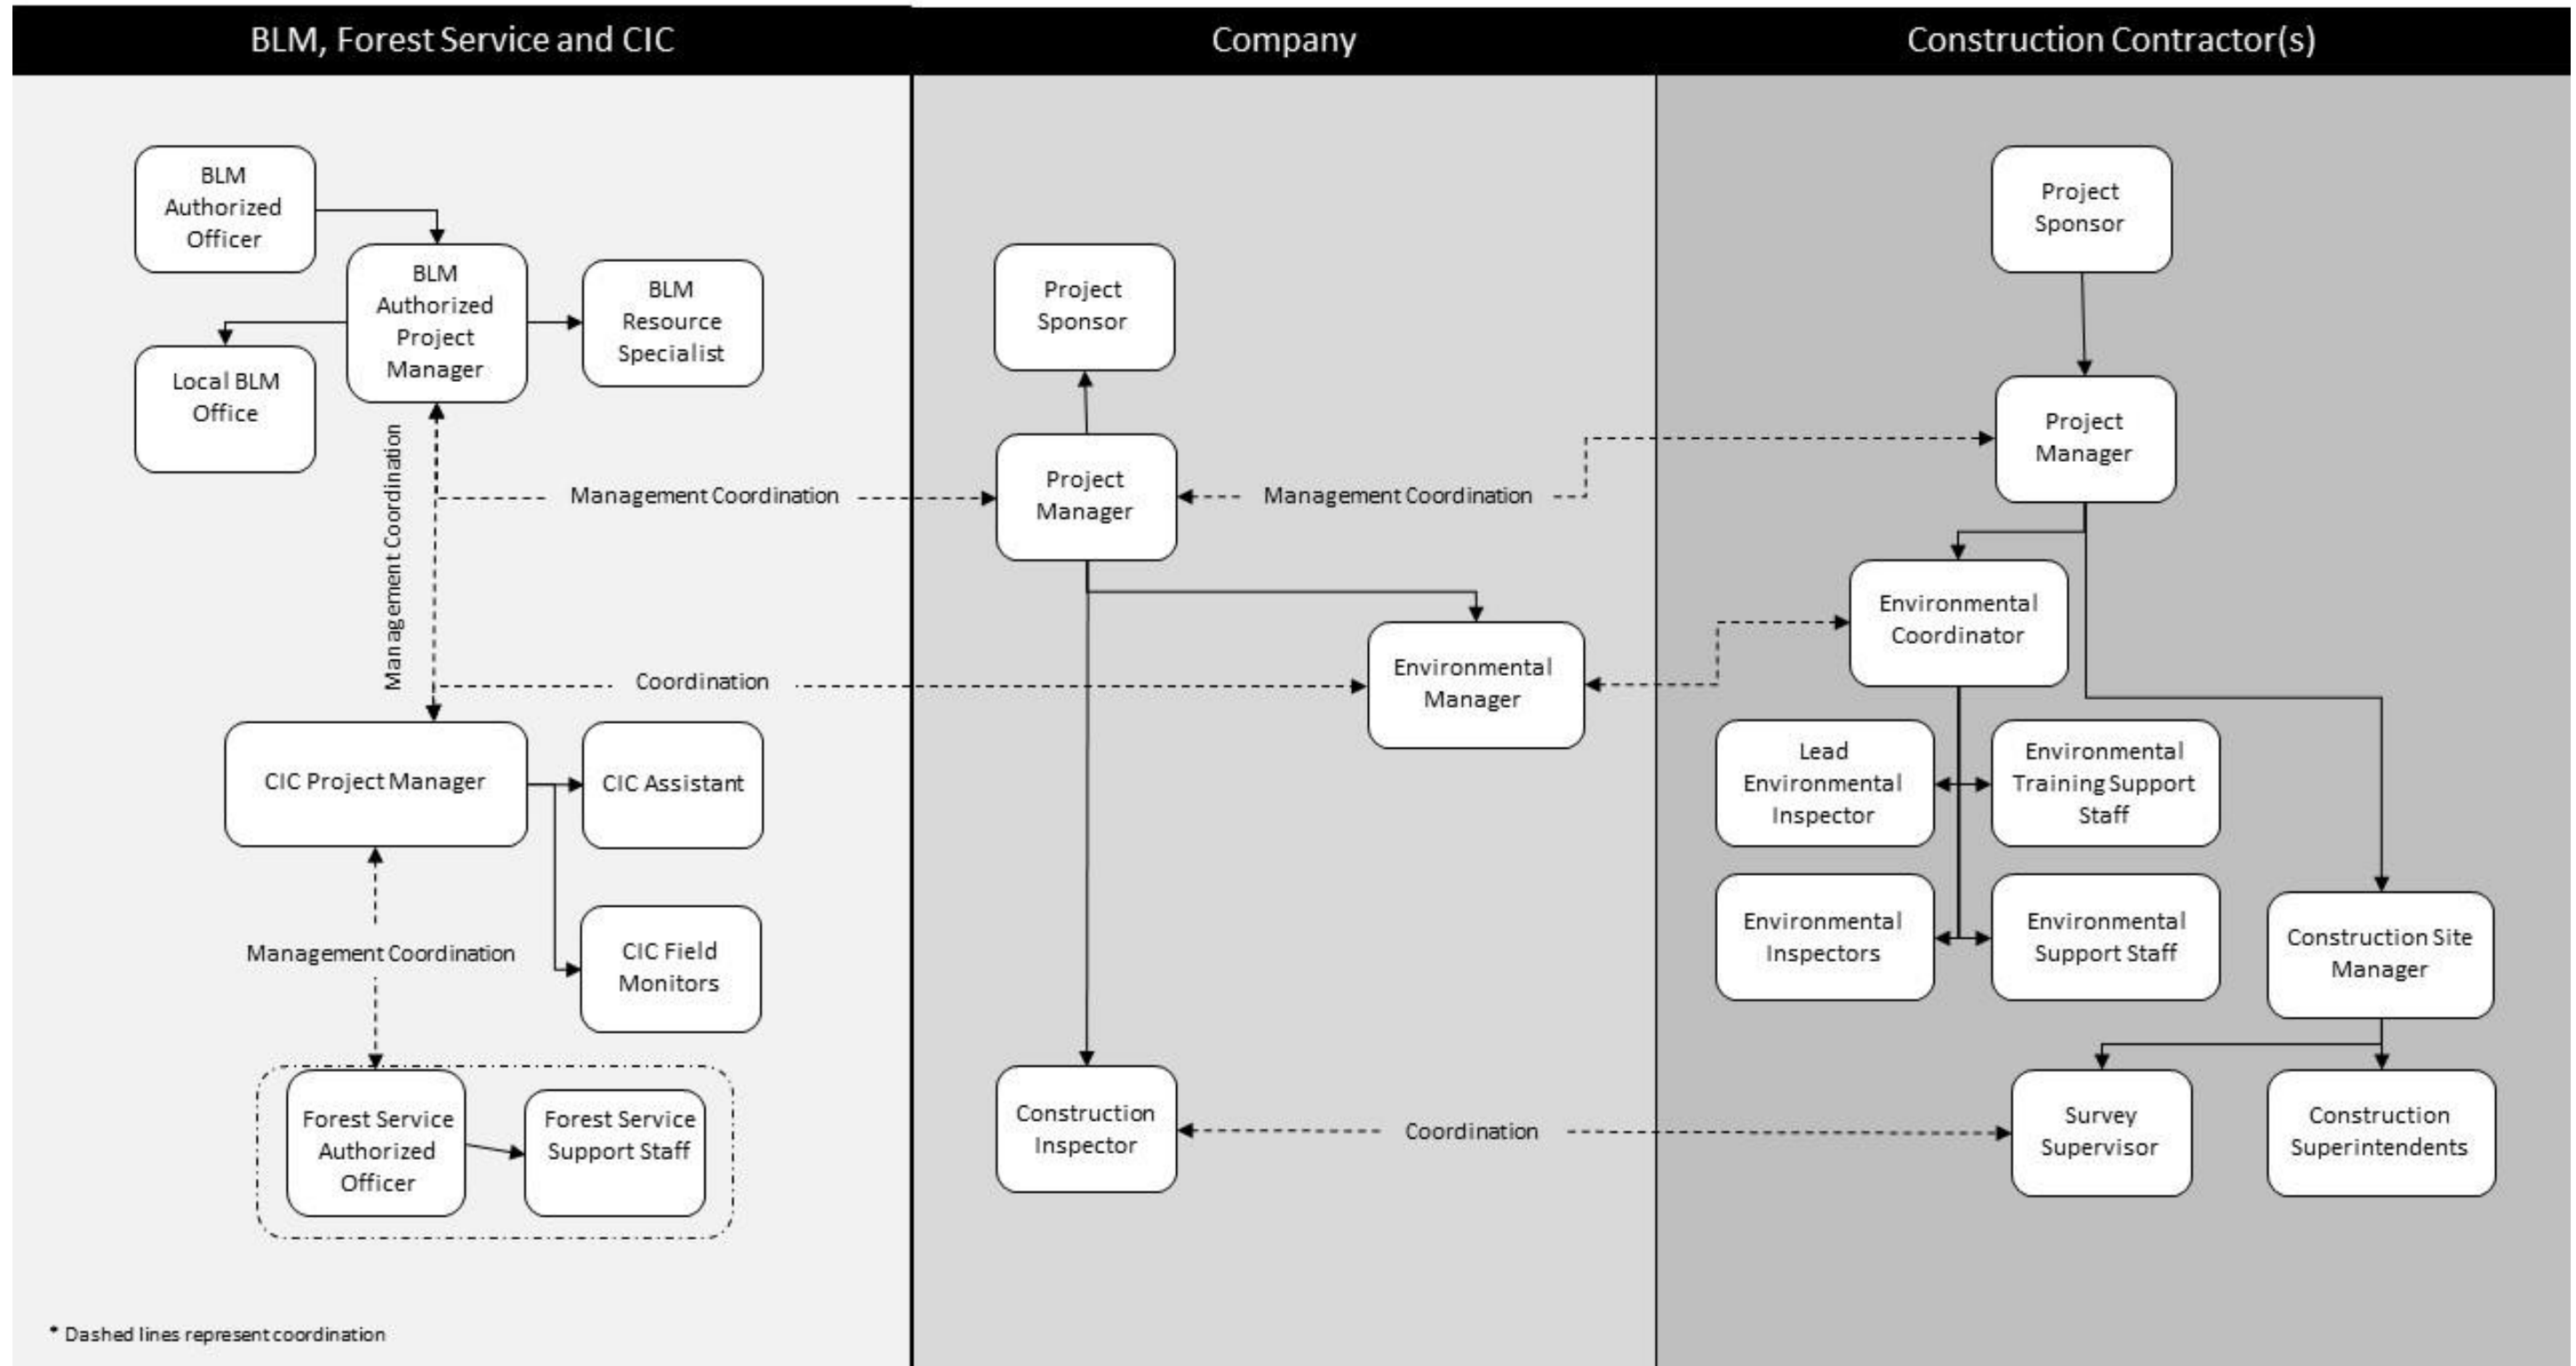 BLM, Forest Service and CIC
Company
Construction Contractor(s)
BLM
Authorized
Officer
BLM
Authorized
Project
Manager
BLM
Resource
Specialist
Local BLM
Office
Management Coordination
Management Coordination
Coordination
CIC Project Manager
CIC Assistant
CIC Field
Monitors
Management Coordination
Forest Service
Authorized
Officer
Forest Service
Support Staff
* Dashed lines represent coordination
Project
Sponsor
Project
Manager
Management Coordination
Environmental
Manager
Construction
Inspector
Coordination
Project
Sponsor
Project
Manager
Environmental
Coordinator
Lead
Environmental
Inspector
Environmental
Training Support
Staff
Environmental
Inspectors
Environmental
Support Staff
Construction Site
Manager
Survey
Supervisor
Construction
Superintendents